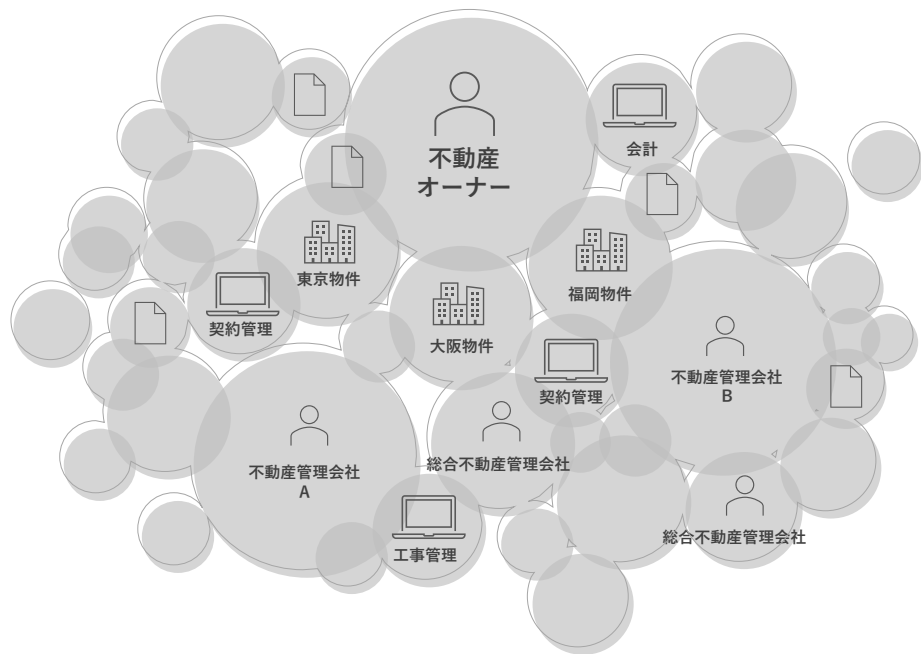 不動産
オーナー
会計
東京物件
福岡物件
契約管理
大阪物件
不動産管理会社
B
契約管理
総合不動産管理会社
不動産管理会社
A
総合不動産管理会社
工事管理